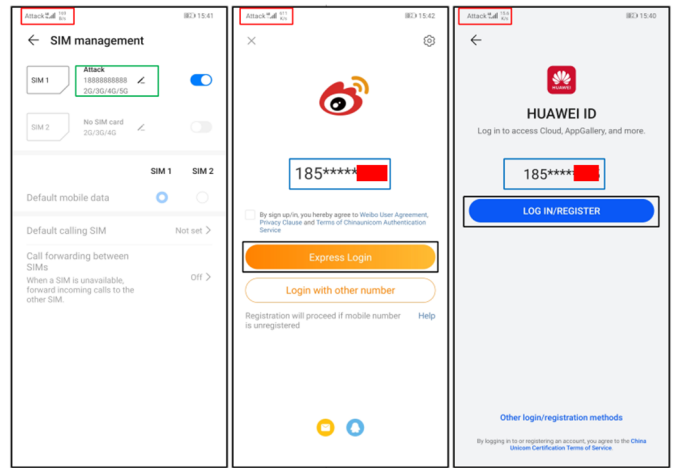 Attack
15:41
← SIM management
SIM 1
Attack
18888888888
2G/3G/4G/5G
SIM 2
No SIM card
2G/3G/4G
SIM 1 SIM 2
Default mobile data
Default calling SIM Not set >
Call forwarding between
SIMs
When a SIM is unavailable,
forward incoming calls to the
other SIM.
Off >
Attack
15:42
185*****
By sign up/in, you hereby agree to Weibo User Agreement,
Privacy Clause and Terms of Chinaunicom Authentication
Service
Express Login
Login with other number
Registration will proceed if mobile number
is unregistered
Help
Attack
15:40
HUAWEI
HUAWEI ID
Log in to access Cloud, AppGallery, and more.
185****
LOG IN/REGISTER
Other login/registration methods
By logging in to or registering an account, you agree to the China
Unicom Certification Terms of Service.